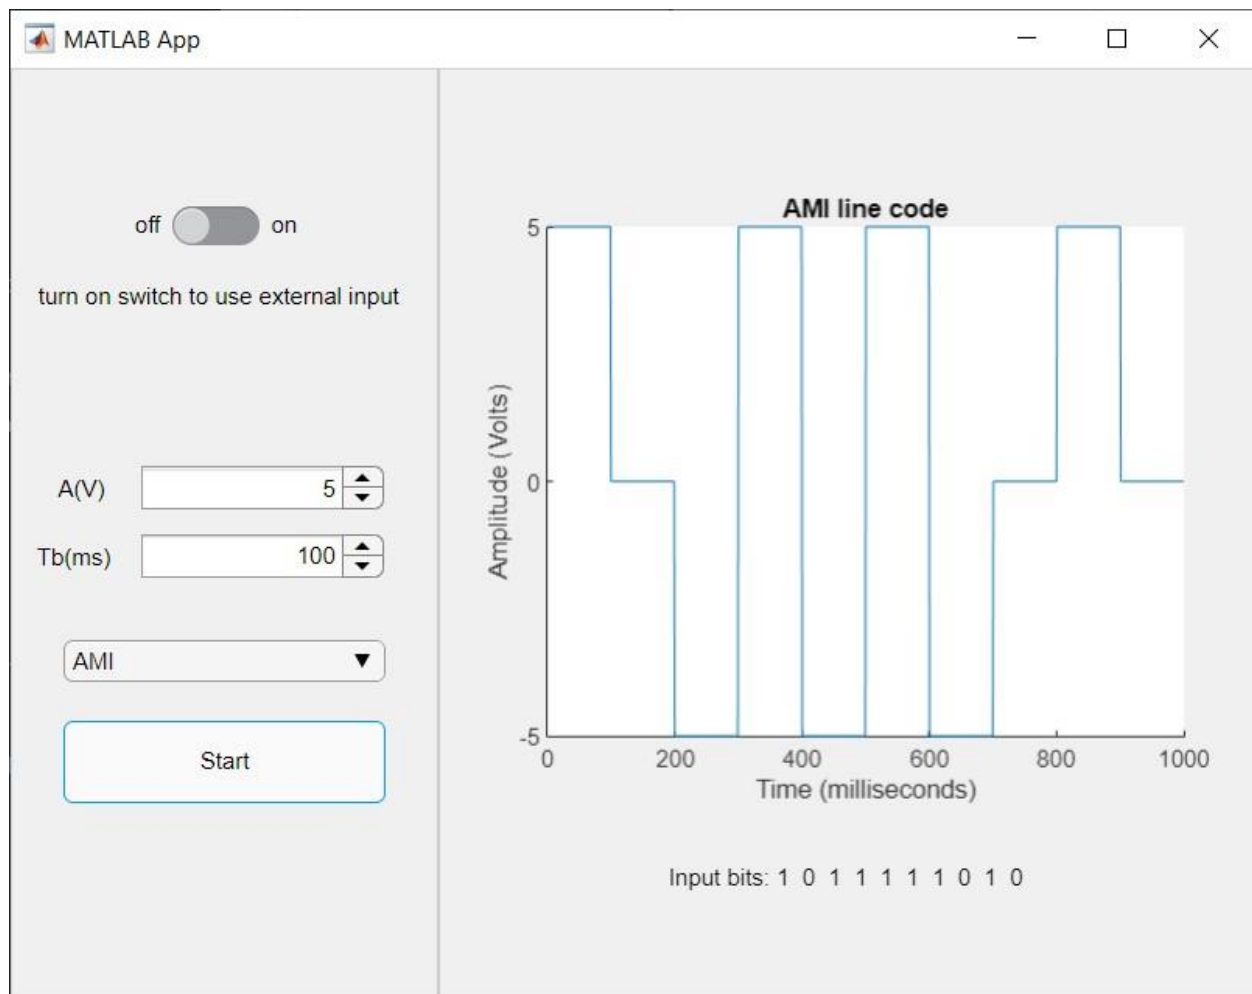 MATLAB App
off on
turn on switch to use external input
A(V) 5
Tb(ms) 100
AMI
Start
AMI line code
5
0
-5
Amplitude (Volts)
0 200 400 600 800 1000
Time (milliseconds)
Input bits: 1 0 1 1 1 1 1 0 1 0